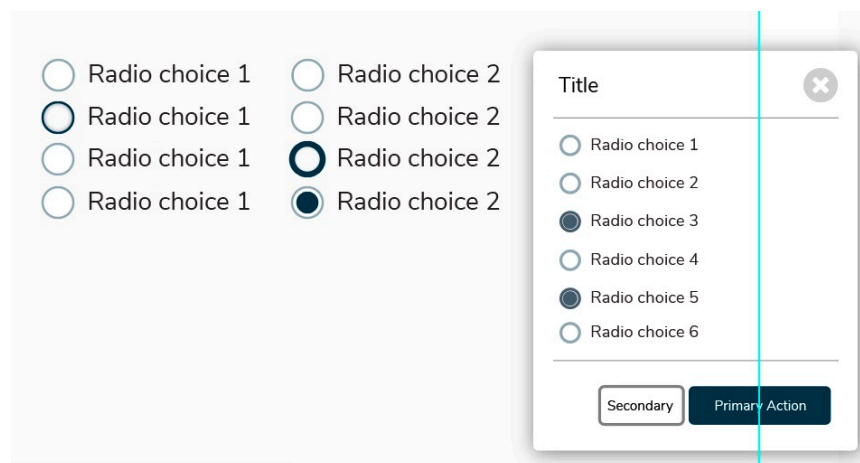 Radio choice 1 Radio choice 2
Radio choice 1 Radio choice 2
Radio choice 1 Radio choice 2
Radio choice 1 Radio choice 2
Title
Radio choice 1
Radio choice 2
Radio choice 3
Radio choice 4
Radio choice 5
Radio choice 6
Secondary Primary Action